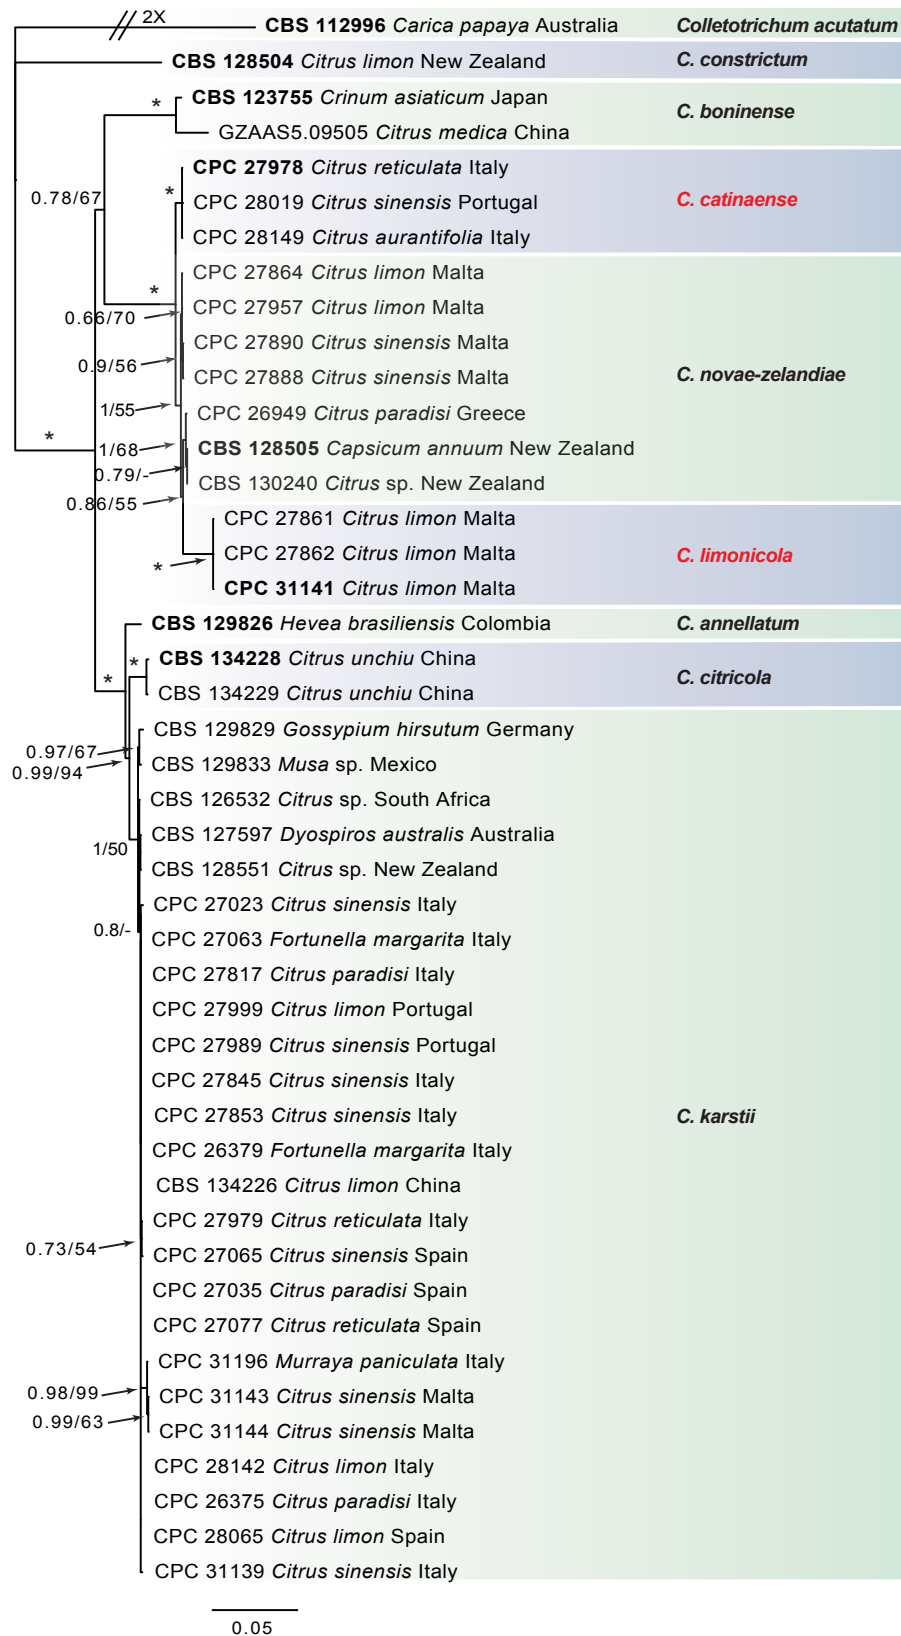 2X
CBS 112996 Carica papaya Australia Colletotrichum acutatum
CBS 128504 Citrus limon New Zealand C. constrictum
* CBS 123755 Crinum asiaticum Japan
C. boninense
GZAAS5.09505 Citrus medica China
CPC 27978 Citrus reticulata Italy
0.78/67 * CPC 28019 Citrus sinensis Portugal C. catinaense
CPC 28149 Citrus aurantifolia Italy
CPC 27864 Citrus limon Malta
*
CPC 27957 Citrus limon Malta
0.66/70
CPC 27890 Citrus sinensis Malta
0.9/56
CPC 27888 Citrus sinensis Malta C. novae-zelandiae
1/55 CPC 26949 Citrus paradisi Greece
*
1/68 CBS 128505 Capsicum annuum New Zealand
0.79/-
CBS 130240 Citrus sp. New Zealand
0.86/55
CPC 27861 Citrus limon Malta
CPC 27862 Citrus limon Malta C. limonicola
*
CPC 31141 Citrus limon Malta
CBS 129826 Hevea brasiliensis Colombia C. annellatum
* CBS 134228 Citrus unchiu China
C. citricola
* CBS 134229 Citrus unchiu China
CBS 129829 Gossypium hirsutum Germany
0.97/67
CBS 129833 Musa sp. Mexico
0.99/94
CBS 126532 Citrus sp. South Africa
CBS 127597 Dyospiros australis Australia
1/50
CBS 128551 Citrus sp. New Zealand
CPC 27023 Citrus sinensis Italy
0.8/-
CPC 27063 Fortunella margarita Italy
CPC 27817 Citrus paradisi Italy
CPC 27999 Citrus limon Portugal
CPC 27989 Citrus sinensis Portugal
CPC 27845 Citrus sinensis Italy
CPC 27853 Citrus sinensis Italy C. karstii
CPC 26379 Fortunella margarita Italy
CBS 134226 Citrus limon China
CPC 27979 Citrus reticulata Italy
0.73/54
CPC 27065 Citrus sinensis Spain
CPC 27035 Citrus paradisi Spain
CPC 27077 Citrus reticulata Spain
CPC 31196 Murraya paniculata Italy
0.98/99
CPC 31143 Citrus sinensis Malta
0.99/63
CPC 31144 Citrus sinensis Malta
CPC 28142 Citrus limon Italy
CPC 26375 Citrus paradisi Italy
CPC 28065 Citrus limon Spain
CPC 31139 Citrus sinensis Italy
0.05